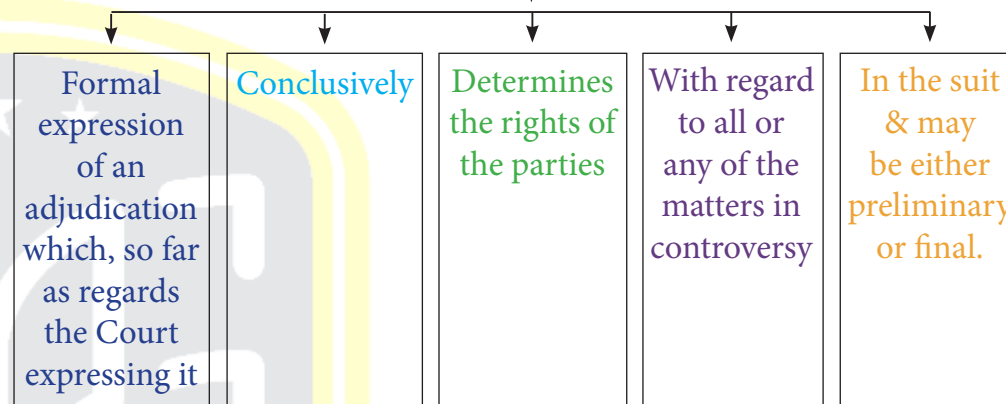 Formal
expression
of an
adjudication
which, so far
as regards
the Court
expressing it
Conclusively
Determines
the rights of
the parties
With regard
to all or
any of the
matters in
controversy
In the suit
& may
be either
preliminary
or final.